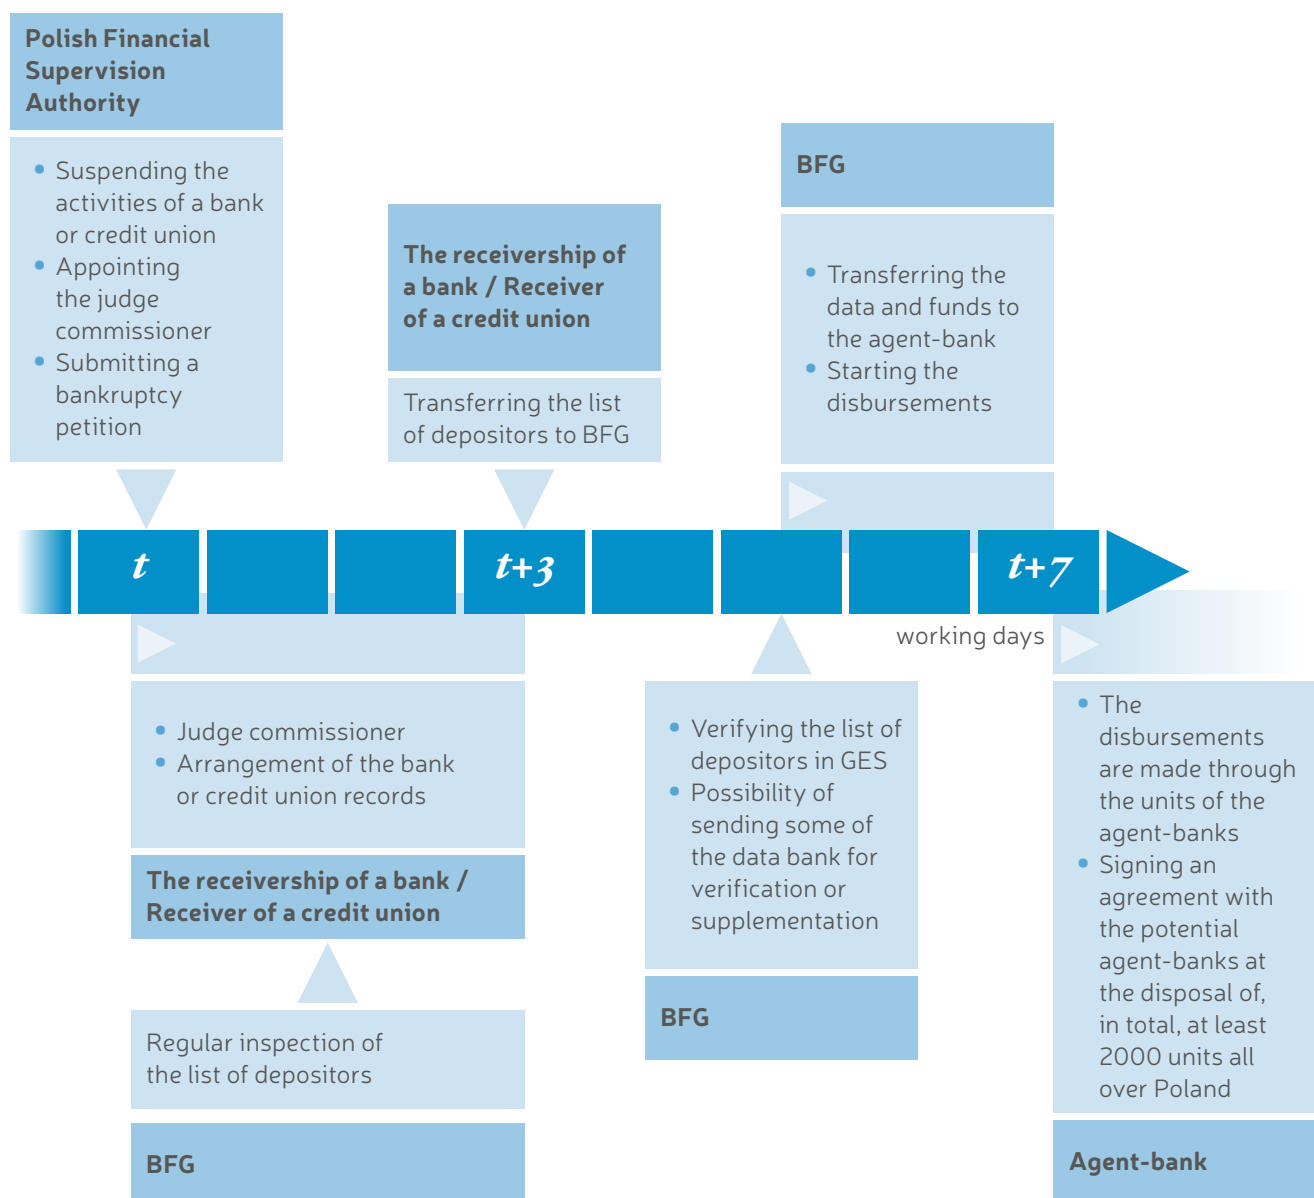 Polish Financial
Supervision
Authority
• Suspending the
activities of a bank
or credit union
• Appointing
the judge
commissioner
• Submitting a
bankruptcy
petition
The receivership of
a bank / Receiver
of a credit union
Transferring the list
of depositors to BFG
BFG
• Transferring the
data and funds to
the agent-bank
• Starting the
disbursements
t
t+3
t+7
working days
• Judge commissioner
• Arrangement of the bank
or credit union records
The receivership of a bank /
Receiver of a credit union
Regular inspection of
the list of depositors
BFG
• Verifying the list of
depositors in GES
• Possibility of
sending some of
the data bank for
verification or
supplementation
BFG
• The
disbursements
are made through
the units of the
agent-banks
• Signing an
agreement with
the potential
agent-banks at
the disposal of,
in total, at least
2000 units all
over Poland
Agent-bank